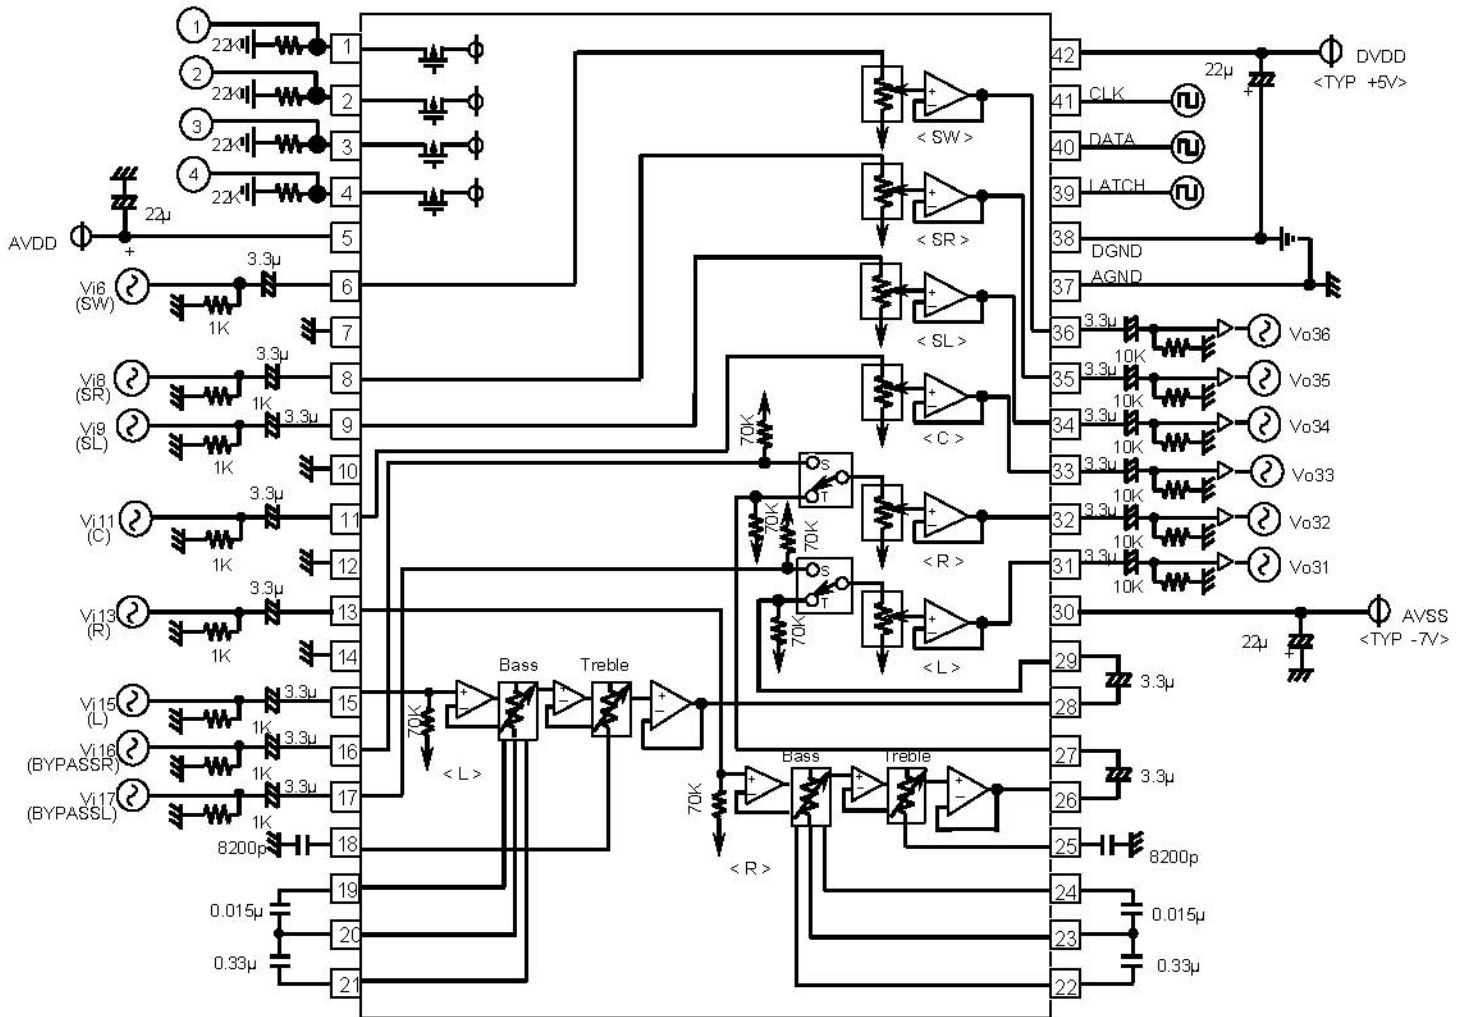 1
22K
1
2
22K
2
3
22K
3
4
22K
4
22µ
AVDD
+
5
3.3µ
Vi6
(SW)
1K
6
7
3.3µ
Vi8
(SR)
1K
8
3.3µ
Vi9
(SL)
1K
9
10
3.3µ
Vi11
(C)
1K
11
12
3.3µ
Vi13
(R)
1K
13
14
3.3µ
Vi15
(L)
1K
15
3.3µ
Vi16
(BYPASSR)
1K
16
3.3µ
Vi17
(BYPASSL)
1K
17
8200p
18
19
0.015µ
20
0.33µ
21
+
−
< SW >
+
−
< SR >
+
−
< SL >
+
−
< C >
70K
S
T
70K
70K
+
−
< R >
S
T
70K
+
−
< L >
Bass
Treble
+
−
+
−
+
−
70K
< L >
Bass
Treble
+
−
+
−
+
−
70K
< R >
42
22µ
+
DVDD
<TYP +5V>
41
CLK
40
DATA
39
LATCH
38
DGND
37
AGND
36
3.3µ
10K
Vo36
35
3.3µ
10K
Vo35
34
3.3µ
10K
Vo34
33
3.3µ
10K
Vo33
32
3.3µ
10K
Vo32
31
3.3µ
10K
Vo31
30
AVSS
22µ
+
<TYP -7V>
29
3.3µ
28
27
3.3µ
26
25
8200p
24
0.015µ
23
0.33µ
22